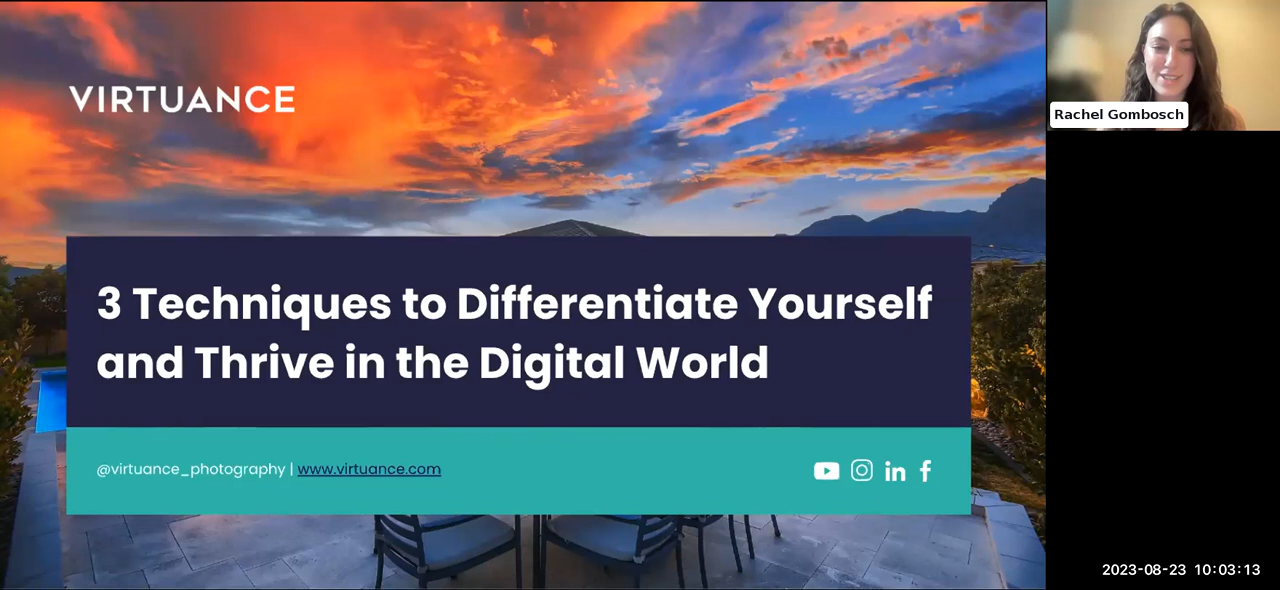 VIRTUANCE
3 Techniques to Differentiate Yourself
and Thrive in the Digital World
@virtuance_photography | www.virtuance.com
Rachel Gombosch
2023-08-23 10:03:13